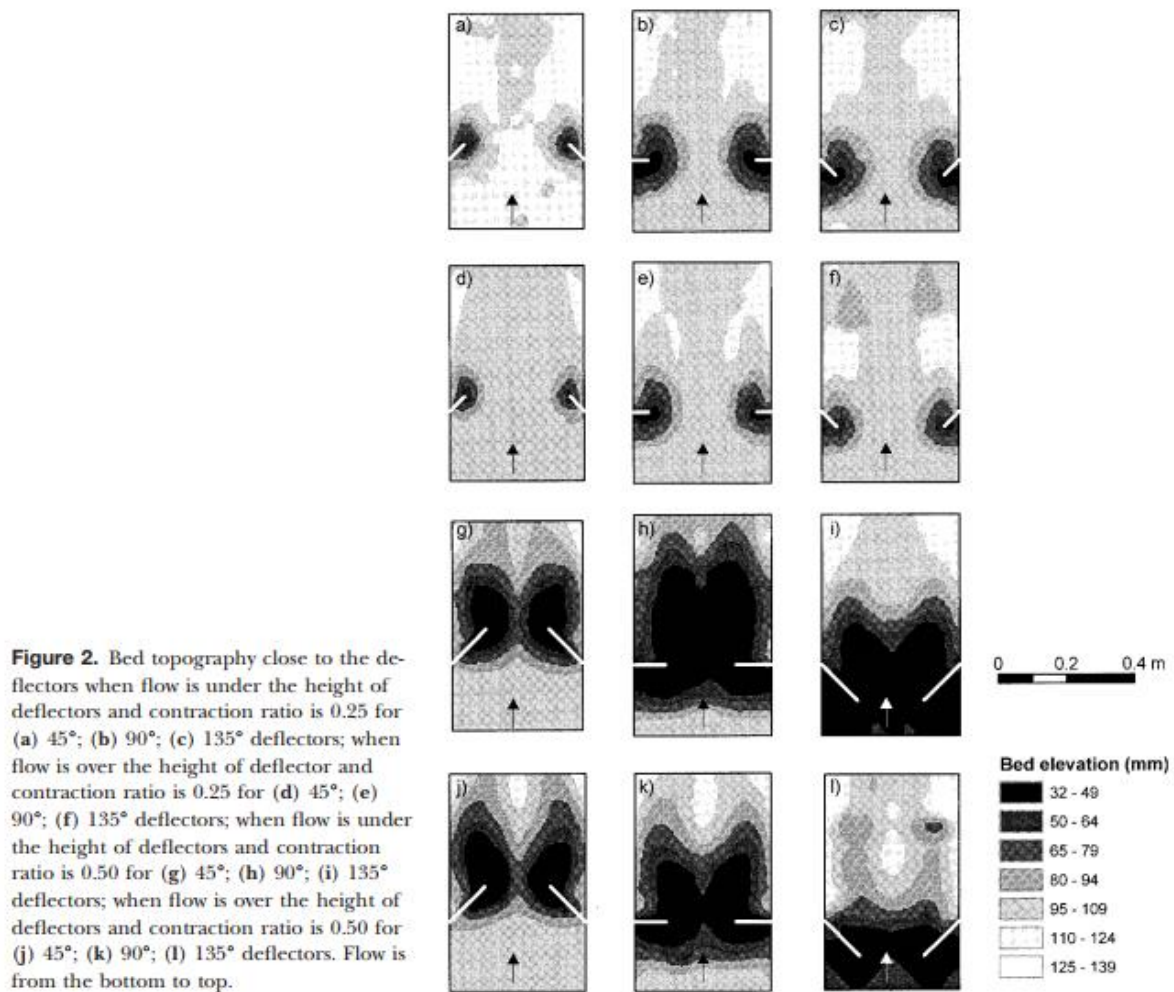 a)
b)
c)
d)
e)
f)
g)
h)
i)
j)
k)
l)
Figure 2. Bed topography close to the de-
flectors when flow is under the height of
deflectors and contraction ratio is 0.25 for
(a) 45°; (b) 90°; (c) 135° deflectors; when
flow is over the height of deflector and
contraction ratio is 0.25 for (d) 45°; (e)
90°; (f) 135° deflectors; when flow is under
the height of deflectors and contraction
ratio is 0.50 for (g) 45°; (h) 90°; (i) 135°
deflectors; when flow is over the height of
deflectors and contraction ratio is 0.50 for
(j) 45°; (k) 90°; (l) 135° deflectors. Flow is
from the bottom to top.
0 0.2 0.4 m
Bed elevation (mm)
32 - 49
50 - 64
65 - 79
80 - 94
95 - 109
110 - 124
125 - 139